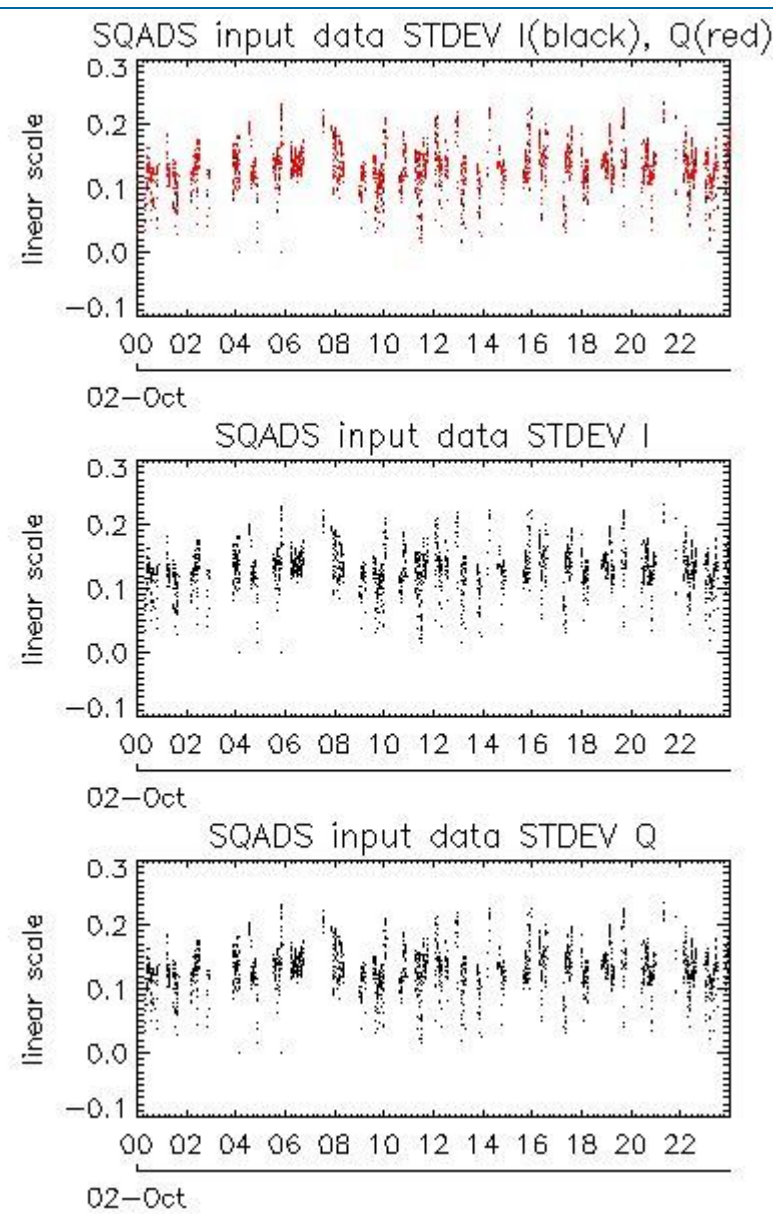 SQADS input data STDEV I(black), Q(red)
0.3
0.2
0.1
0.0
-0.1
linear scale
00 02 04 06 08 10 12 14 16 18 20 22
02-Oct
SQADS input data STDEV I
0.3
0.2
0.1
0.0
-0.1
linear scale
00 02 04 06 08 10 12 14 16 18 20 22
02-Oct
SQADS input data STDEV Q
0.3
0.2
0.1
0.0
-0.1
linear scale
00 02 04 06 08 10 12 14 16 18 20 22
02-Oct